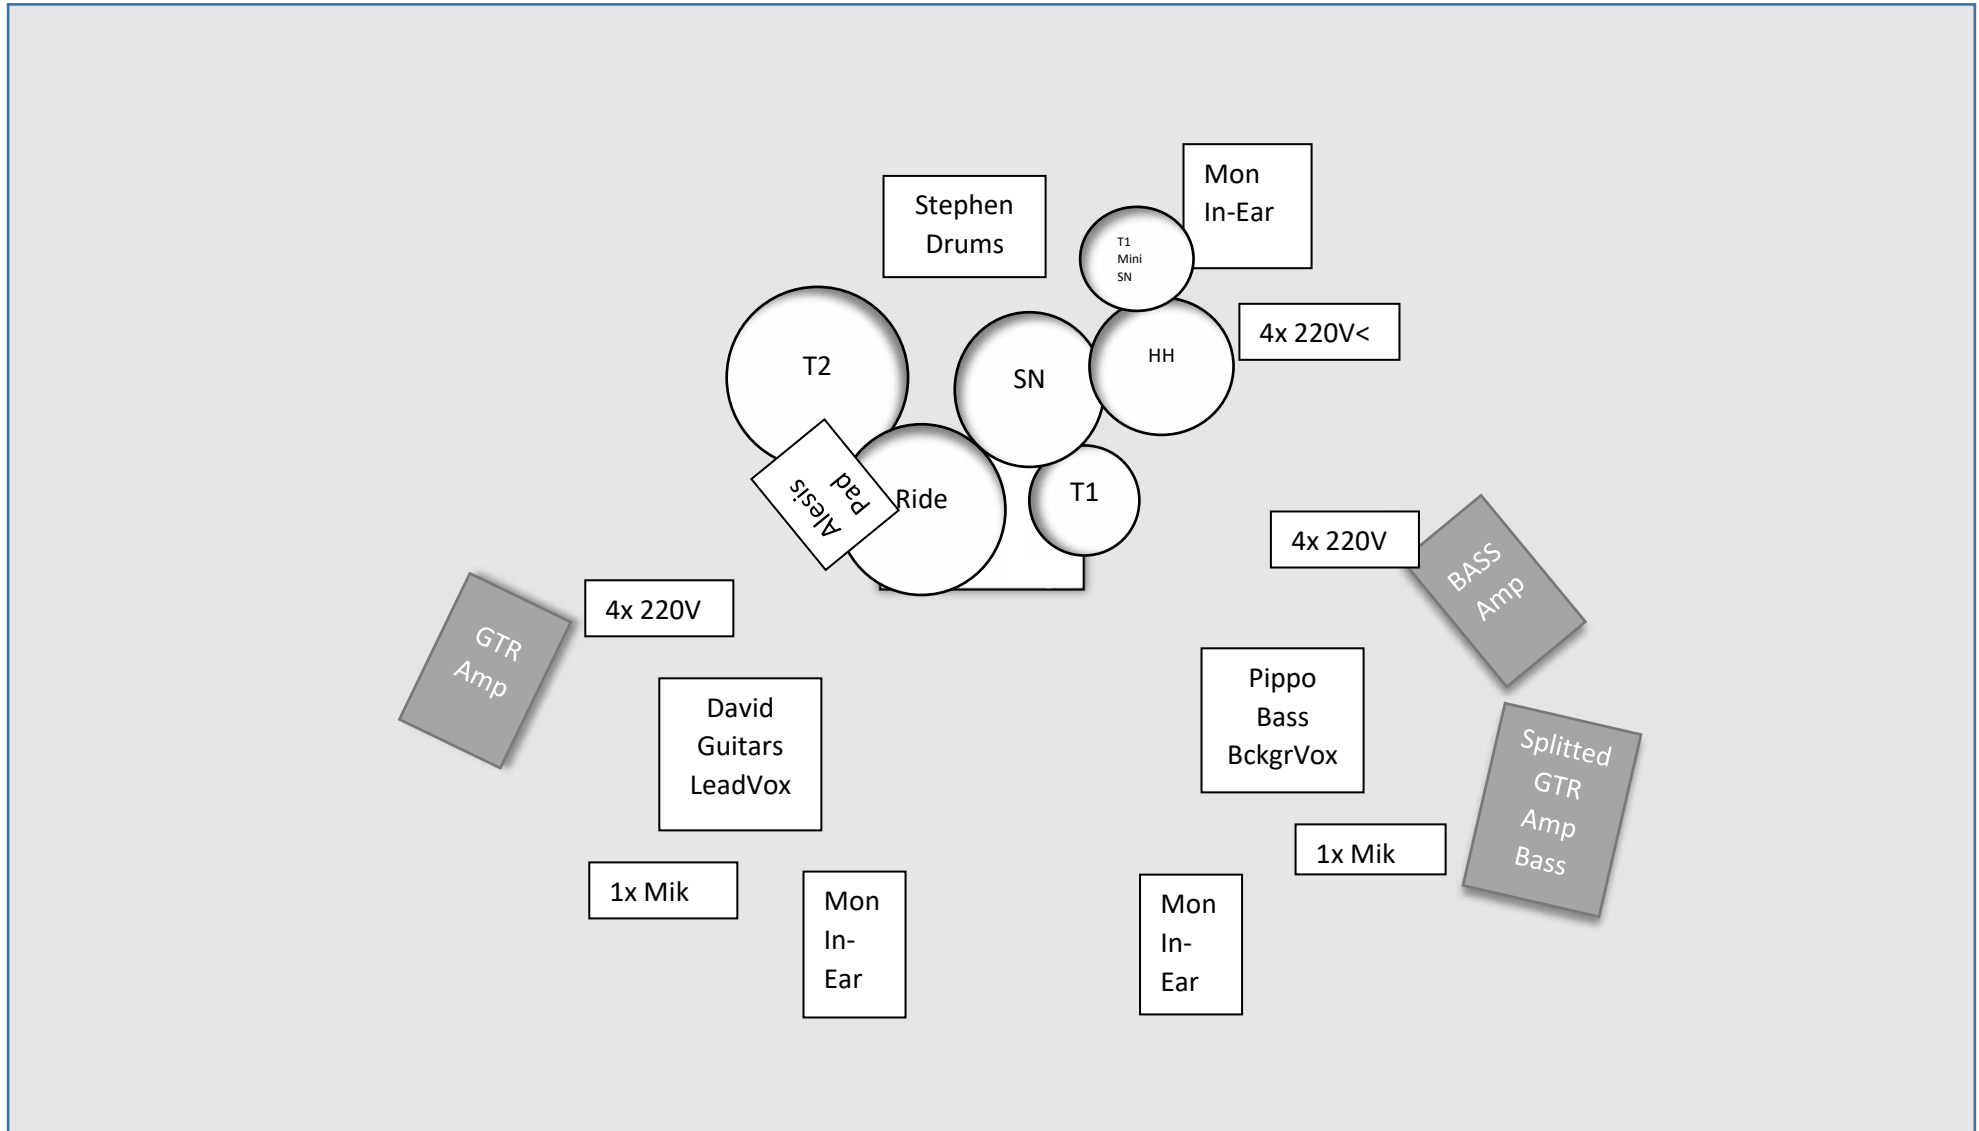 Mon
In-Ear
Stephen
Drums
T1
Mini
SN
4x 220V<
HH
T2
SN
Alesis
Pad
Ride
T1
4x 220V
BASS
Amp
4x 220V
GTR
Amp
David
Guitars
LeadVox
Pippo
Bass
BckgrVox
Splitted
GTR
Amp
Bass
1x Mik
1x Mik
Mon
In-
Ear
Mon
In-
Ear